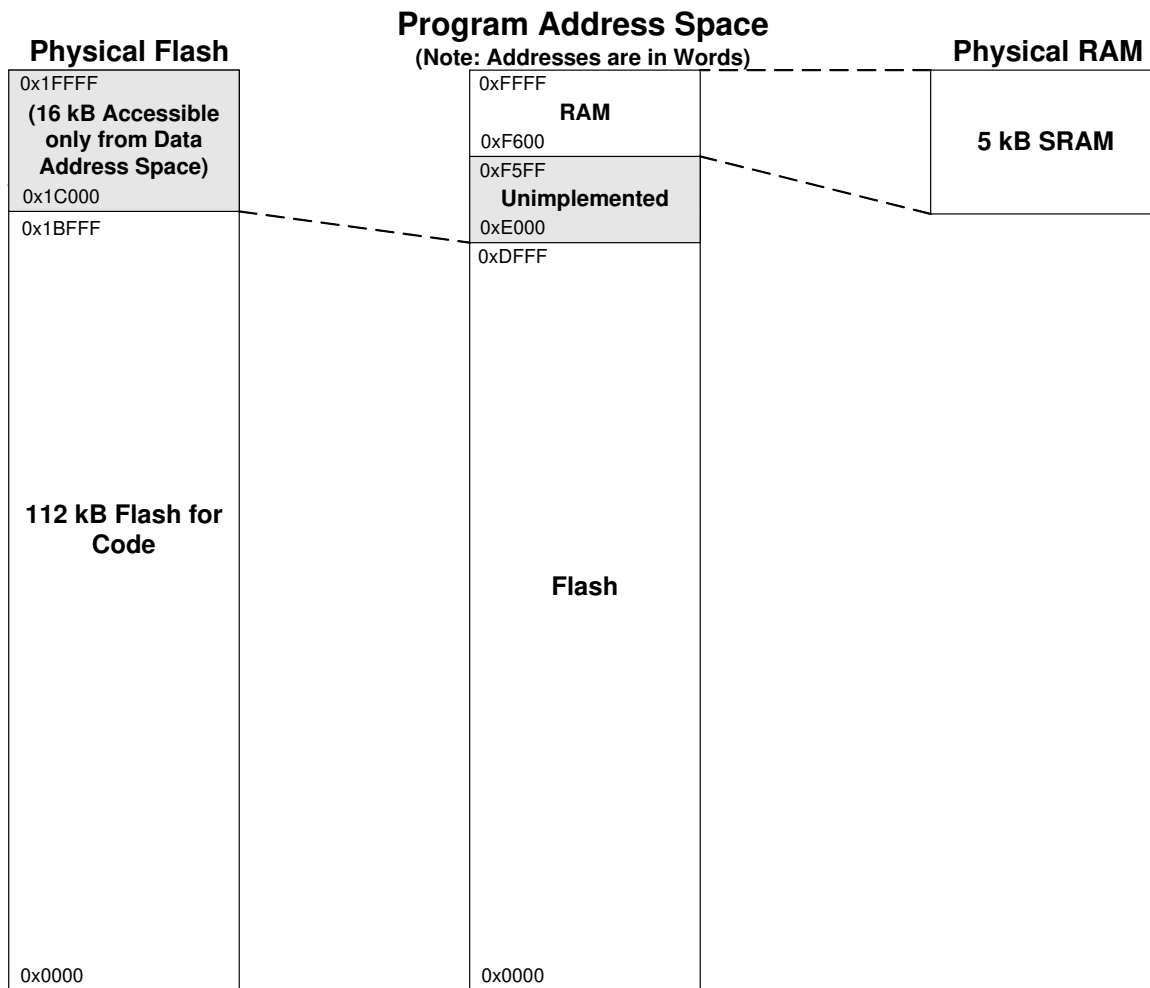 Physical Flash
0x1FFFF
(16 kB Accessible
only from Data
Address Space)
0x1C000
0x1BFFF
112 kB Flash for
Code
0x0000
Program Address Space
(Note: Addresses are in Words)
0xFFFF
RAM
0xF600
0xF5FF
Unimplemented
0xE000
0xDFFF
Flash
0x0000
Physical RAM
5 kB SRAM